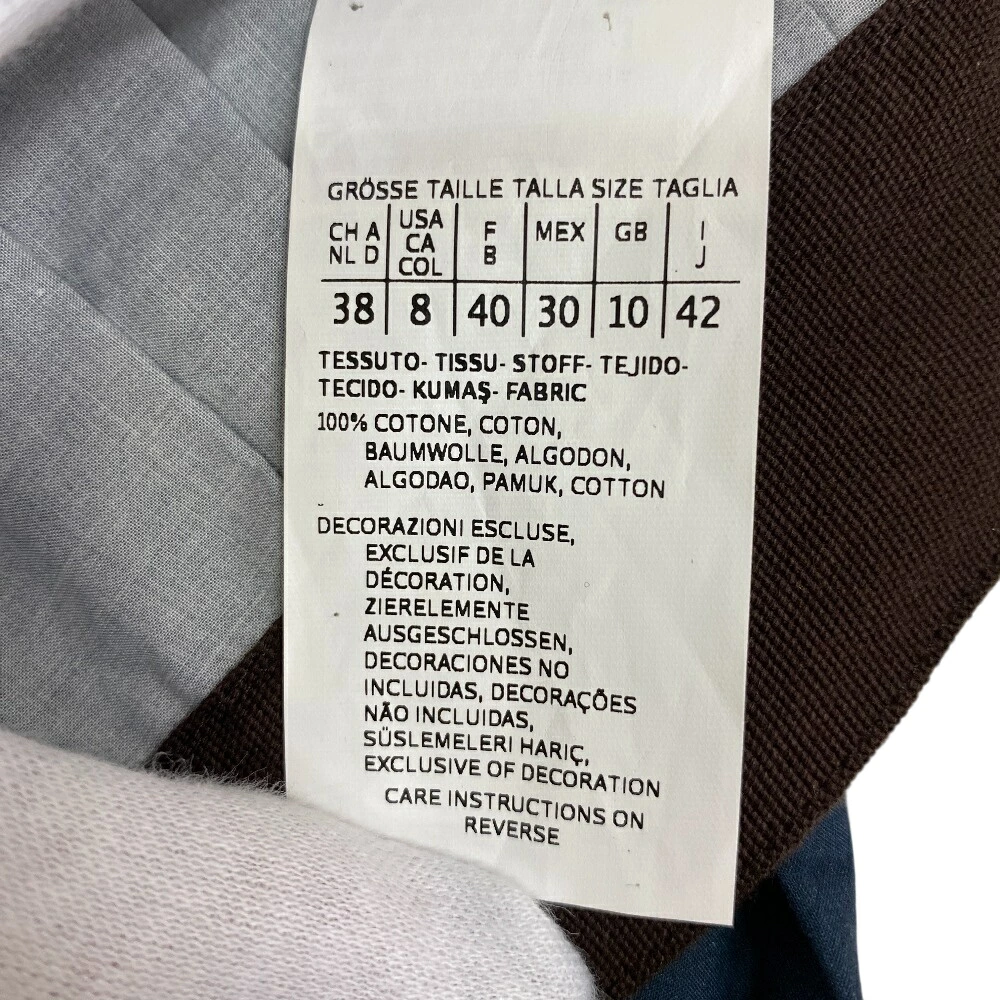 GRÖSSE TAILLE TALLA SIZE TAGLIA
CH A NL D | USA CA COL | F B | MEX | GB | I J
38 | 8 | 40 | 30 | 10 | 42
TESSUTO- TISSU- STOFF- TEJIDO-
TECIDO- KUMAŞ- FABRIC
100% COTONE, COTON,
BAUMWOLLE, ALGODON,
ALGODAO, PAMUK, COTTON
-
DECORAZIONI ESCLUSE,
EXCLUSIF DE LA
DÉCORATION,
ZIERELEMENTE
AUSGESCHLOSSEN,
DECORACIONES NO
INCLUIDAS, DECORAÇÕES
NÃO INCLUIDAS,
SÜSLEMELERI HARIÇ,
EXCLUSIVE OF DECORATION
CARE INSTRUCTIONS ON
REVERSE